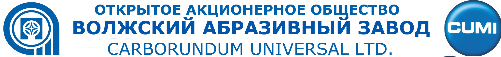 ОТКРЫТОЕ АКЦИОНЕРНОЕ ОБЩЕСТВО
ВОЛЖСКИЙ АБРАЗИВНЫЙ ЗАВОД
CARBORUNDUM UNIVERSAL LTD.
CUMI